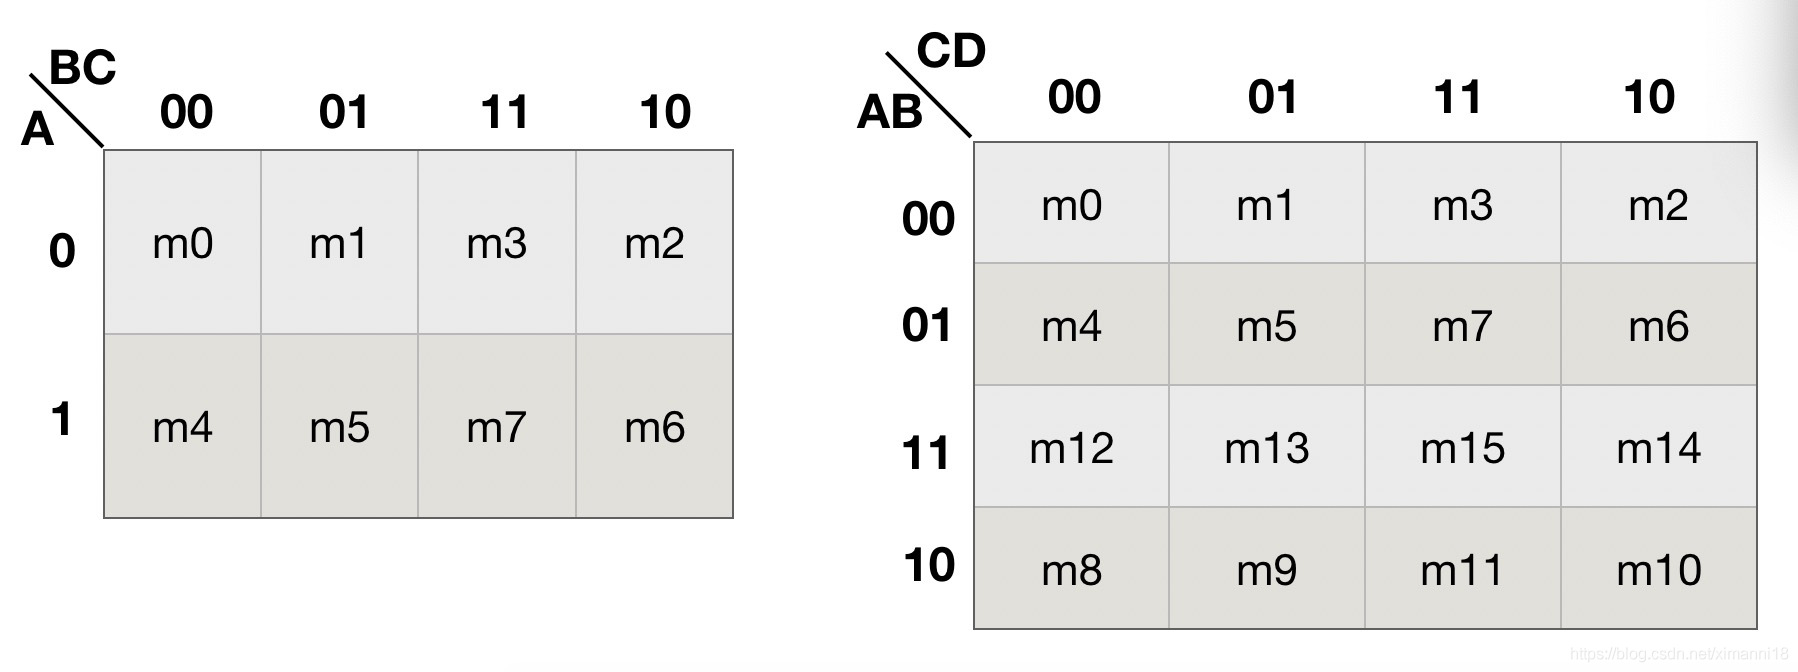 BC
A
00 01 11 10
0 m0 m1 m3 m2
1 m4 m5 m7 m6
CD
AB
00 01 11 10
00 m0 m1 m3 m2
01 m4 m5 m7 m6
11 m12 m13 m15 m14
10 m8 m9 m11 m10
https://blog.csdn.net/ximanni18